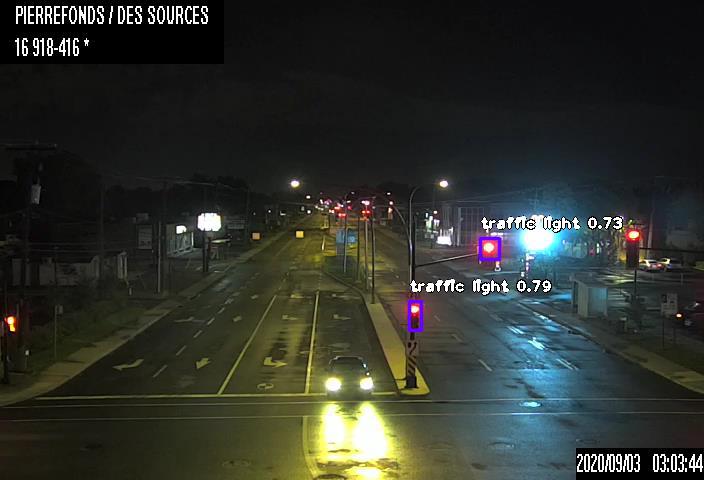 PIERREFONDS / DES SOURCES
16 918-416 *
traffic light 0.73
traffic light 0.79
2020/09/03 03:03:44